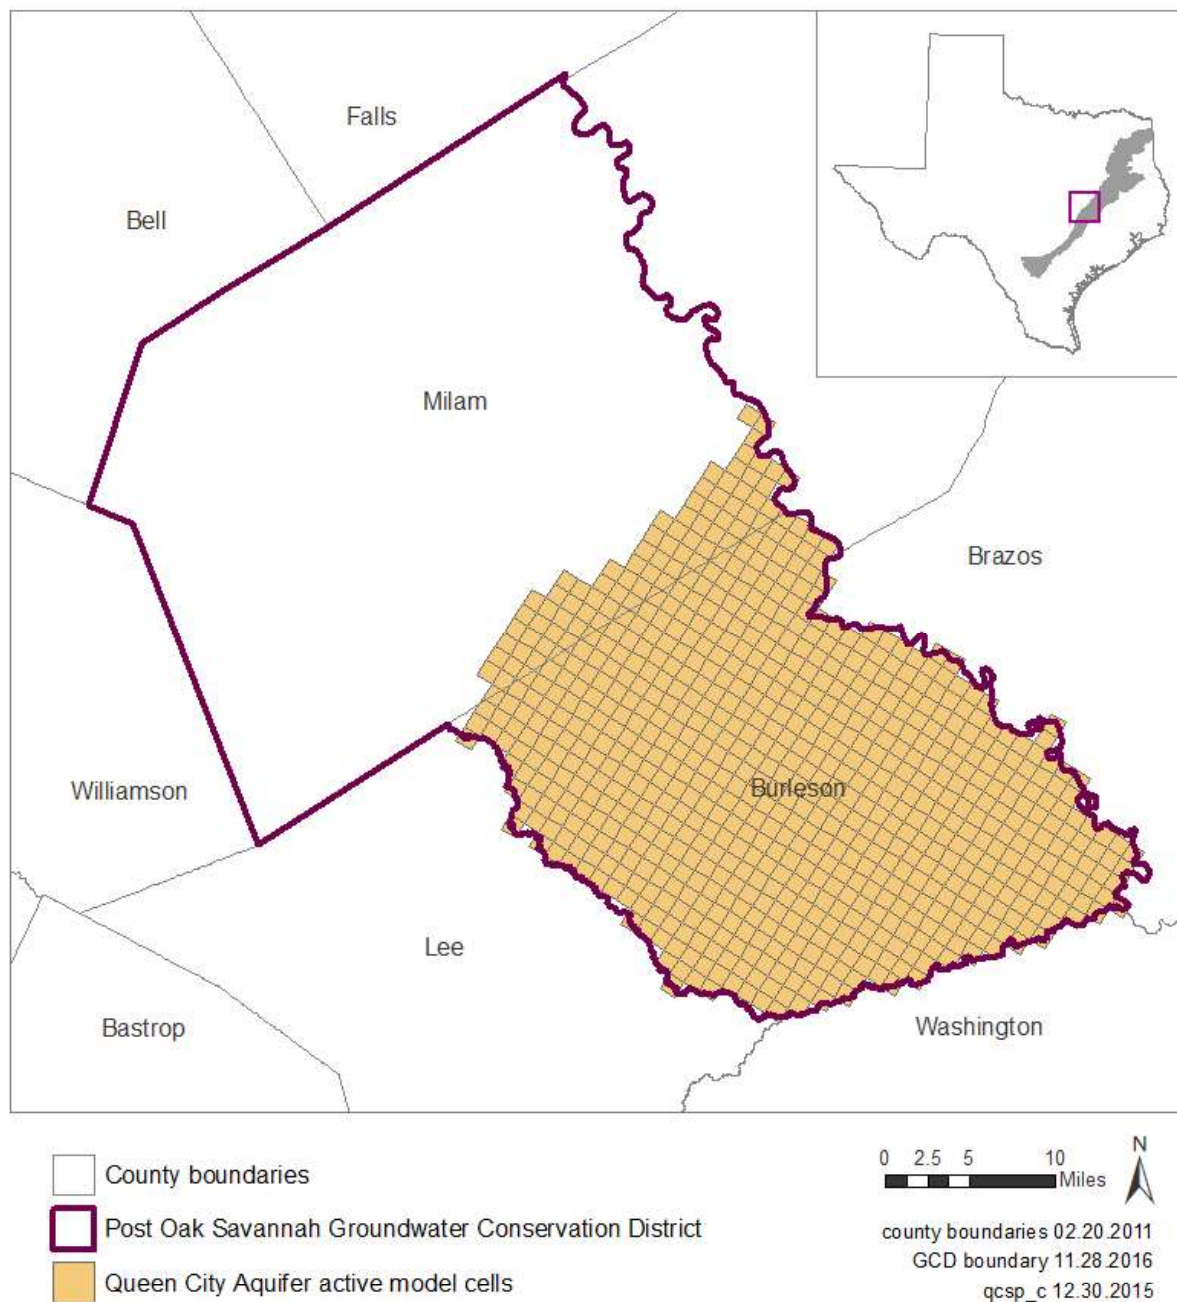 Falls
Bell
Milam
Brazos
Williamson
Burleson
Lee
Bastrop
Washington
County boundaries
Post Oak Savannah Groundwater Conservation District
Queen City Aquifer active model cells
0 2.5 5 10
Miles
N
county boundaries 02.20.2011
GCD boundary 11.28.2016
qcsp_c 12.30.2015